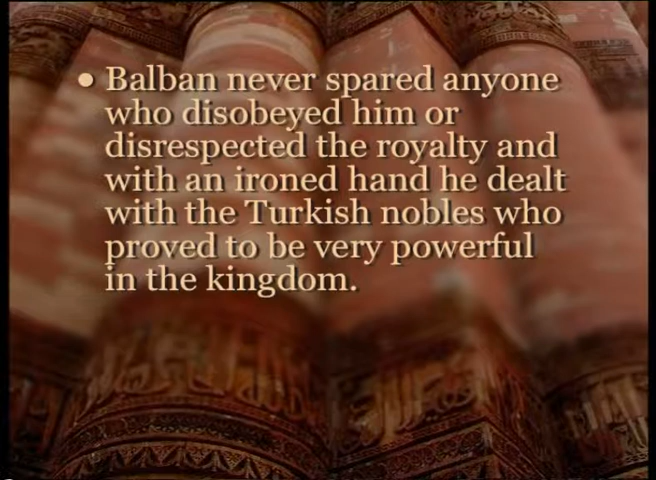 • Balban never spared anyone
who disobeyed him or
disrespected the royalty and
with an ironed hand he dealt
with the Turkish nobles who
proved to be very powerful
in the kingdom.